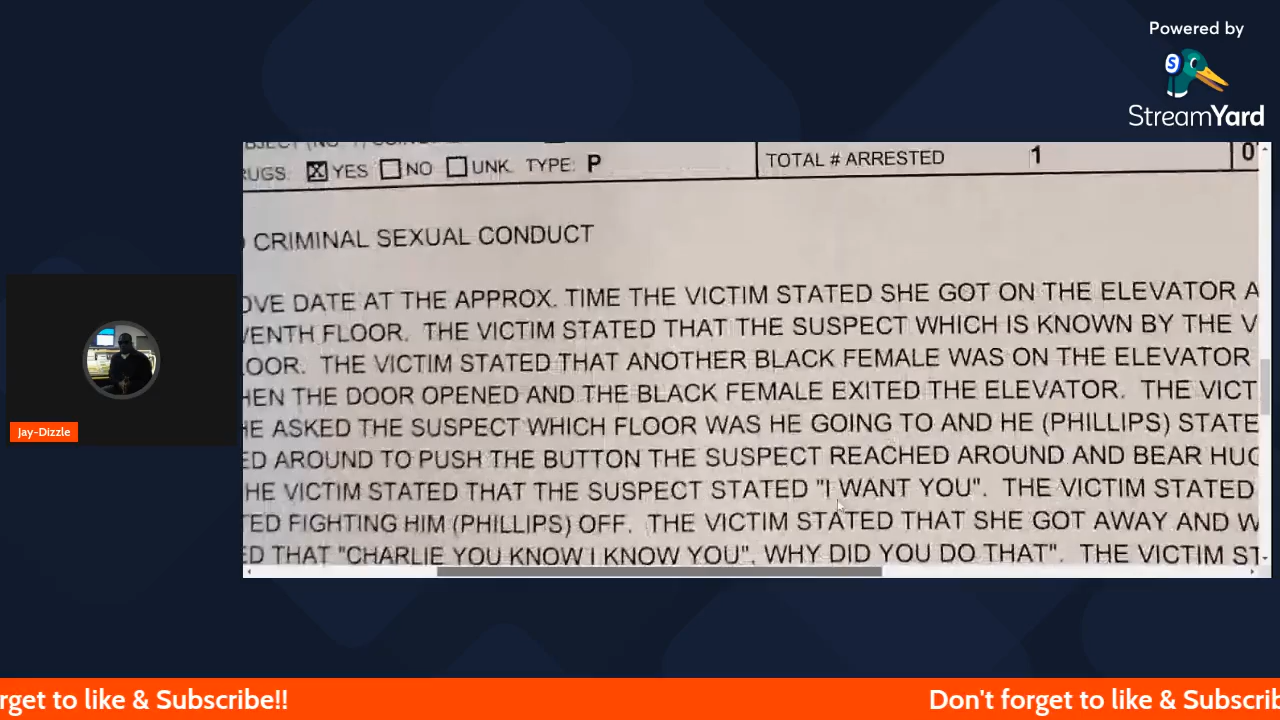 Powered by
StreamYard
YES NO UNK. TYPE: P
TOTAL # ARRESTED 1
CRIMINAL SEXUAL CONDUCT
OVE DATE AT THE APPROX. TIME THE VICTIM STATED SHE GOT ON THE ELEVATOR A
VENTH FLOOR. THE VICTIM STATED THAT THE SUSPECT WHICH IS KNOWN BY THE V
OOR. THE VICTIM STATED THAT ANOTHER BLACK FEMALE WAS ON THE ELEVATOR
HEN THE DOOR OPENED AND THE BLACK FEMALE EXITED THE ELEVATOR. THE VICT
HE ASKED THE SUSPECT WHICH FLOOR WAS HE GOING TO AND HE (PHILLIPS) STATE
ED AROUND TO PUSH THE BUTTON THE SUSPECT REACHED AROUND AND BEAR HUG
HE VICTIM STATED THAT THE SUSPECT STATED "I WANT YOU". THE VICTIM STATED
TED FIGHTING HIM (PHILLIPS) OFF. THE VICTIM STATED THAT SHE GOT AWAY AND W
ED THAT "CHARLIE YOU KNOW I KNOW YOU", WHY DID YOU DO THAT". THE VICTIM ST
Jay-Dizzle
rget to like & Subscribe!!
Don't forget to like & Subscrib